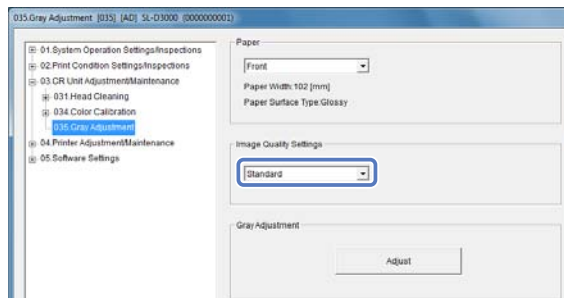 035.Gray Adjustment [035] [AD] SL-D3000 (0000000001)
01.System Operation Settings/Inspections
02.Print Condition Settings/Inspections
03.CR Unit Adjustment/Maintenance
031.Head Cleaning
034.Color Calibration
035.Gray Adjustment
04.Printer Adjustment/Maintenance
05.Software Settings
Paper
Front
Paper Width:102 [mm]
Paper Surface Type:Glossy
Image Quality Settings
Standard
Gray Adjustment
Adjust